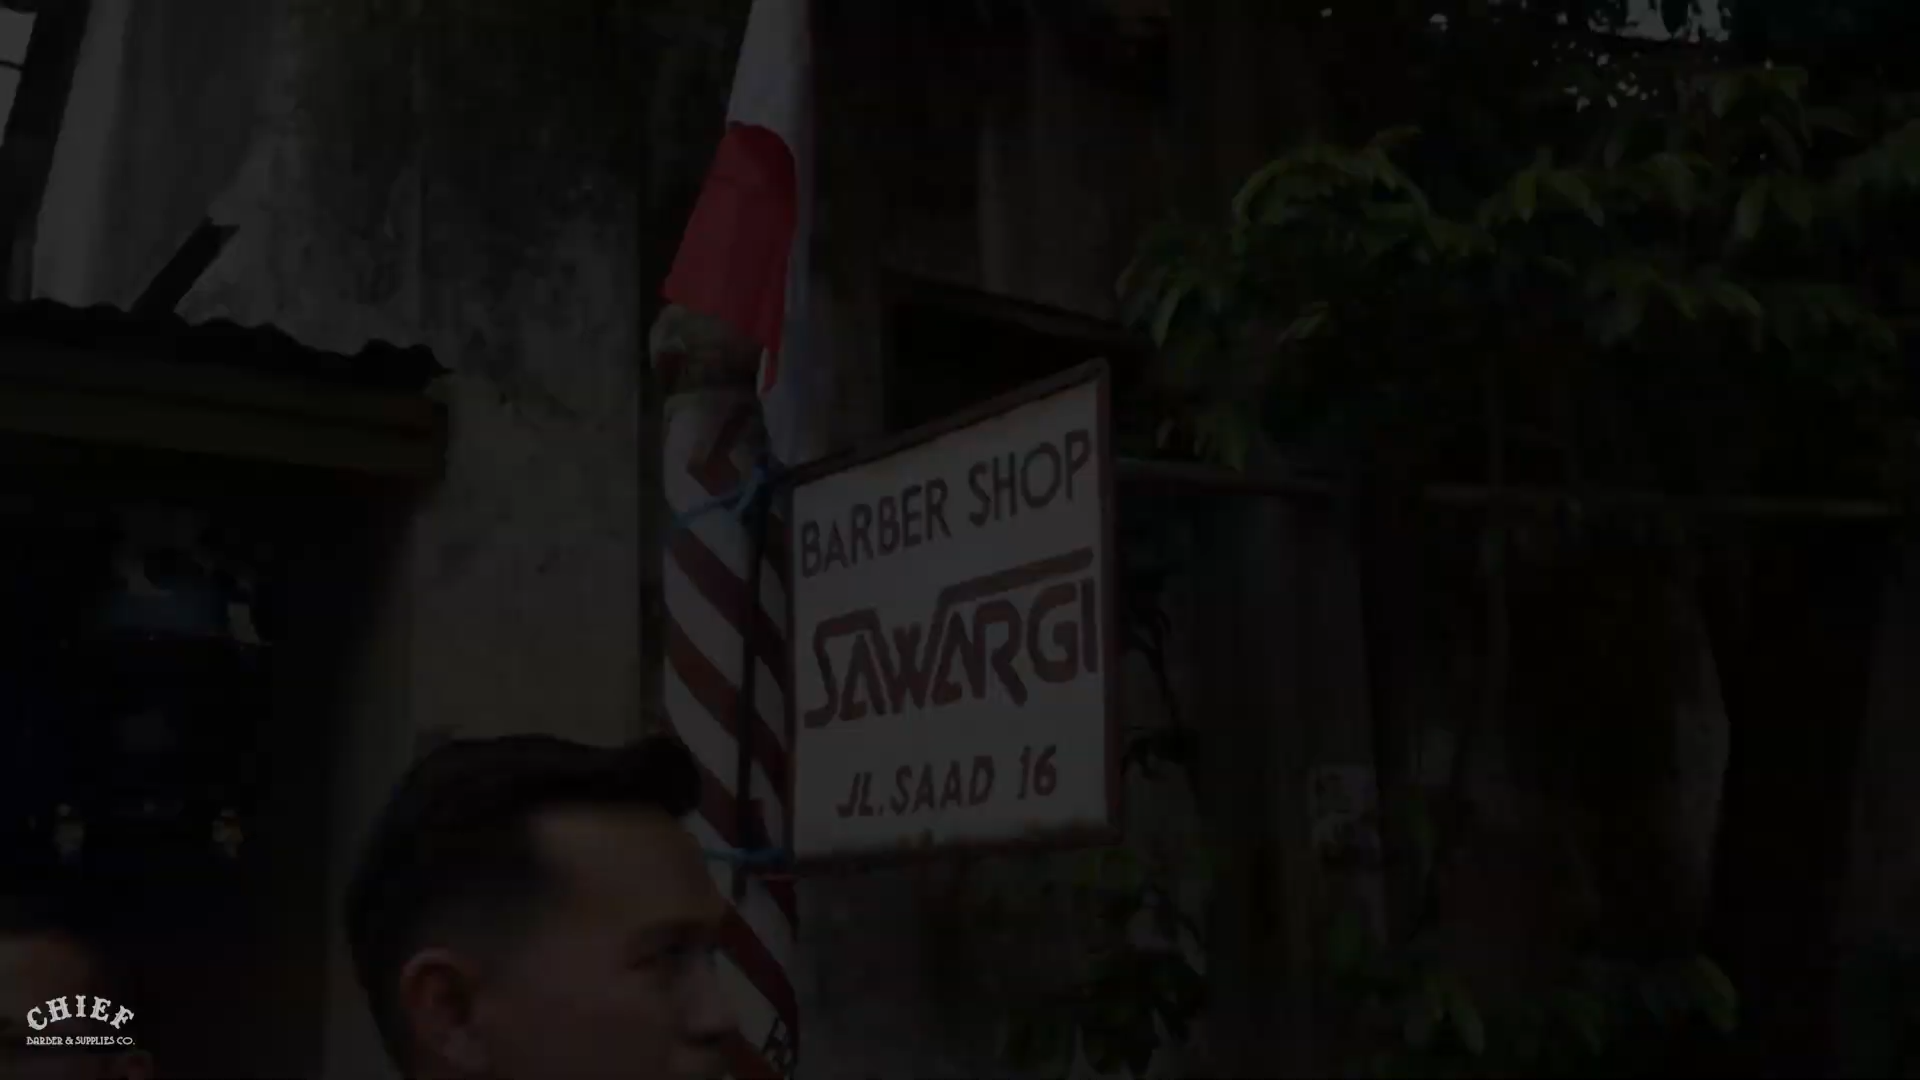 BARBER SHOP
SAWARGI
JL.SAAD 16
CHIEF
BARBER & SUPPLIES CO.